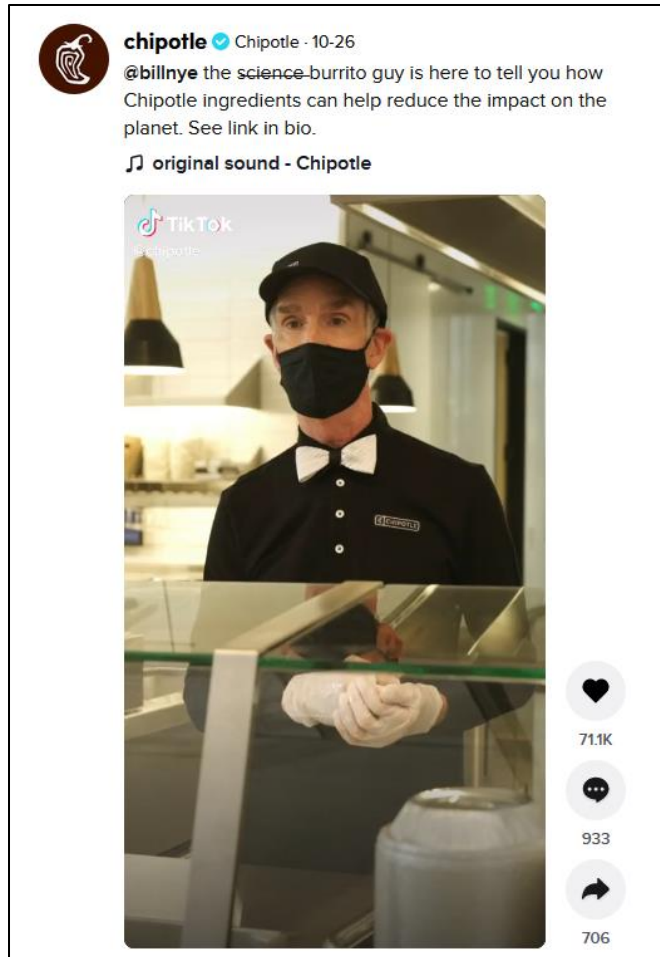 chipotle Chipotle · 10-26
@billnye the science burrito guy is here to tell you how
Chipotle ingredients can help reduce the impact on the
planet. See link in bio.
original sound - Chipotle
TikTok
@chipotle
CHIPOTLE
71.1K
933
706